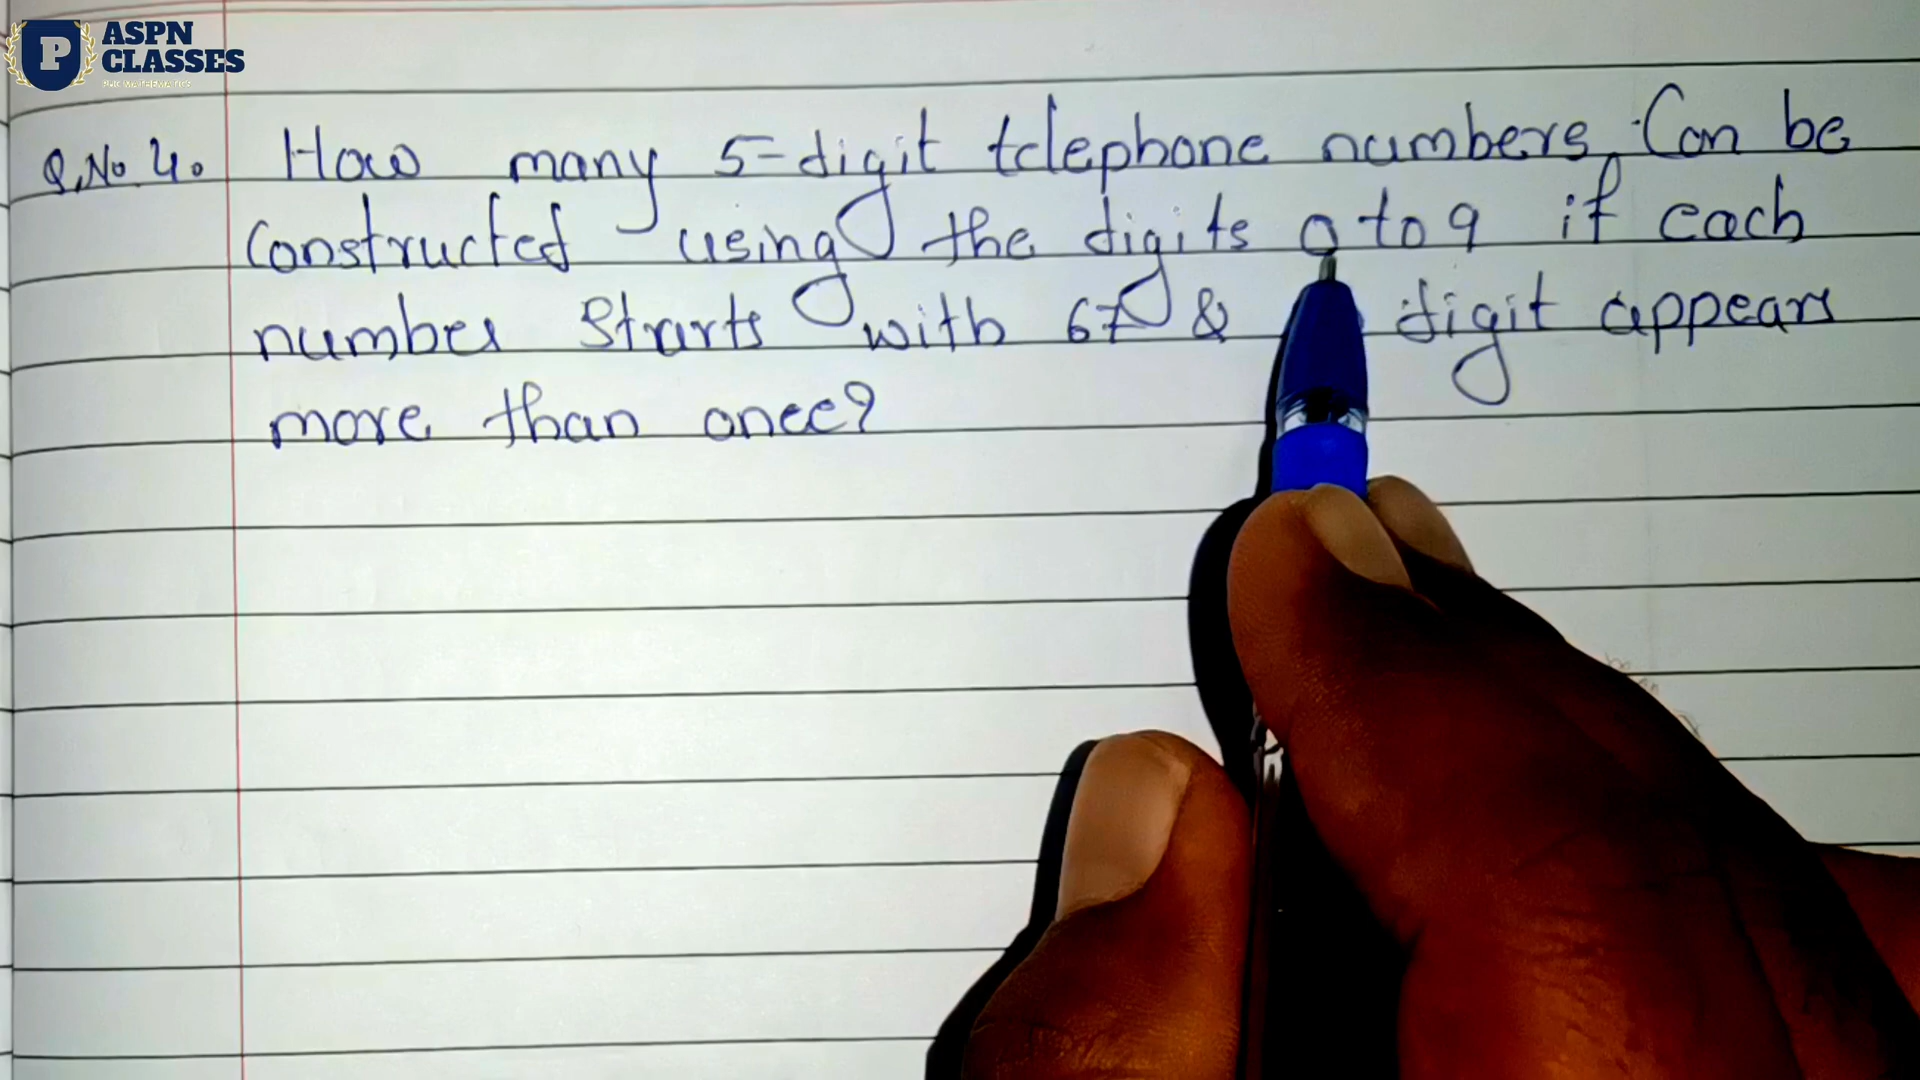 P ASPN
CLASSES
Q.No 4. How many 5-digit telephone numbers Can be
Constructed using the digits 0 to 9 if each
number Starts with 67 & digit appears
more than once?